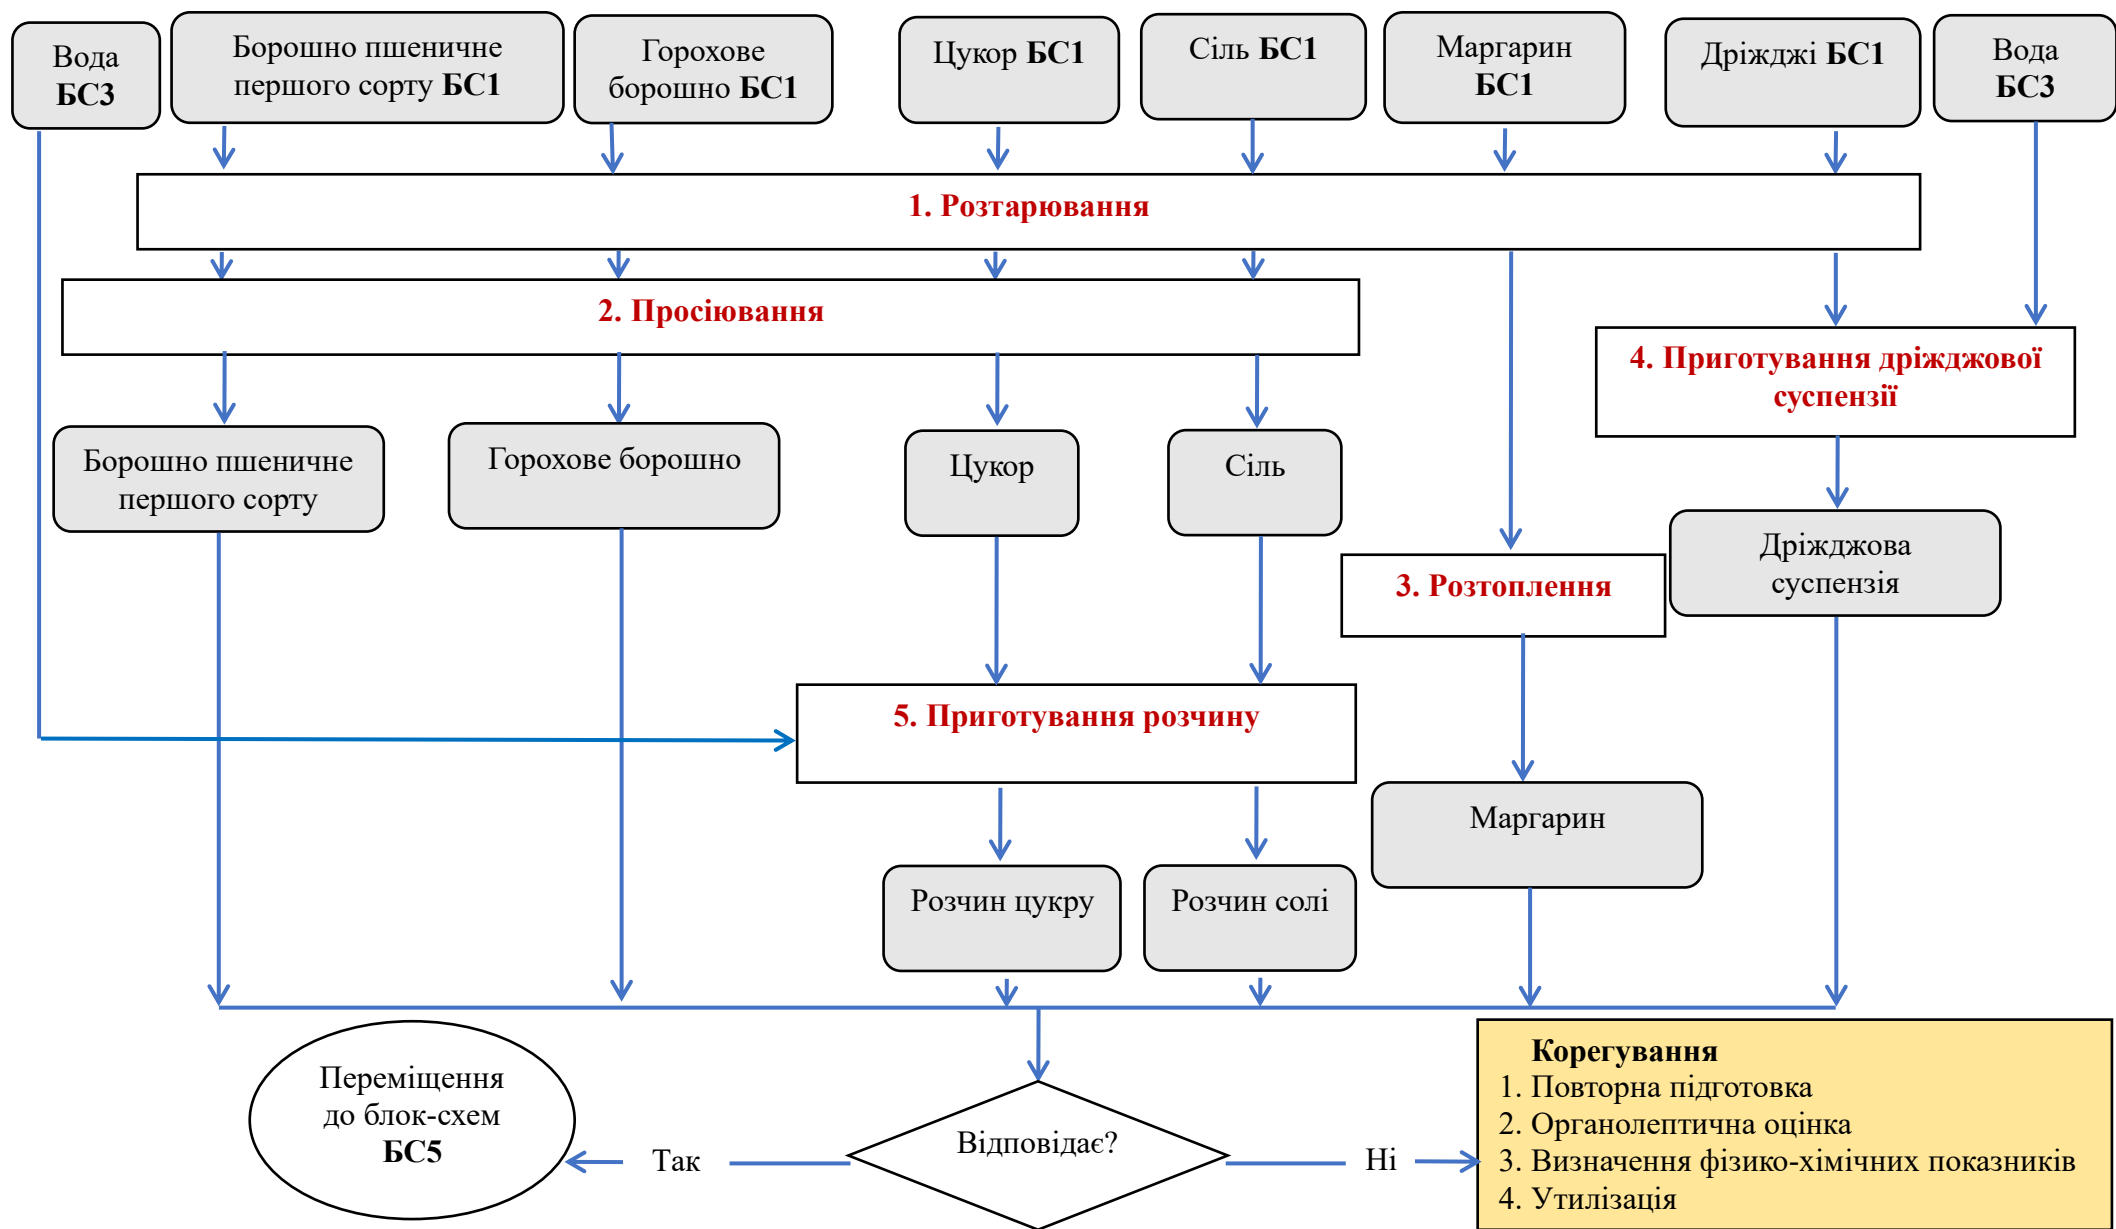 Вода
БС3
Борошно пшеничне
першого сорту БС1
Горохове
борошно БС1
Цукор БС1
Сіль БС1
Маргарин
БС1
Дріжджі БС1
Вода
БС3
1. Розтарювання
2. Просіювання
4. Приготування дріжджової
суспензії
Борошно пшеничне
першого сорту
Горохове борошно
Цукор
Сіль
3. Розтоплення
Дріжджова
суспензія
5. Приготування розчину
Маргарин
Розчин цукру
Розчин солі
Переміщення
до блок-схем
БС5
Так
Відповідає?
Ні
Корегування
1. Повторна підготовка
2. Органолептична оцінка
3. Визначення фізико-хімічних показників
4. Утилізація